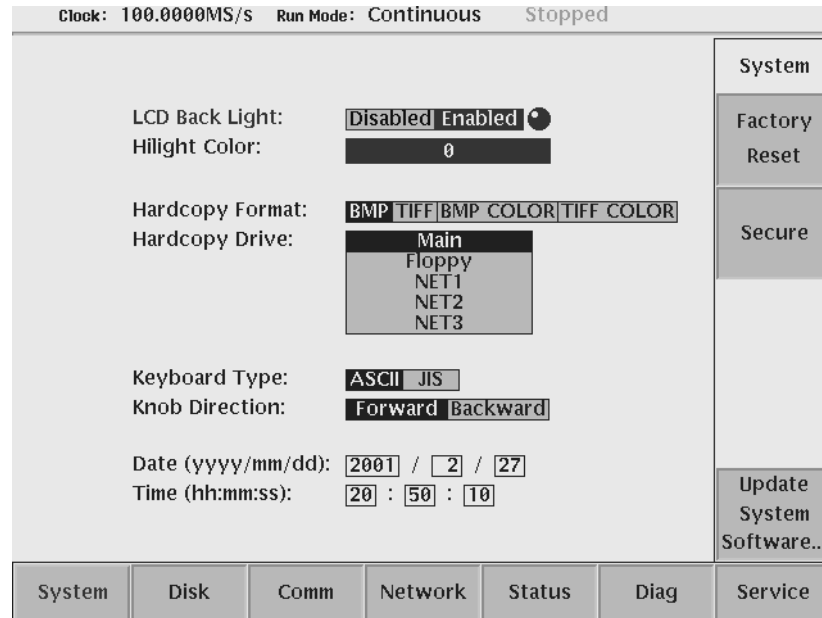 Clock: 100.0000MS/s Run Mode: Continuous Stopped
System
LCD Back Light: Disabled Enabled
Factory Reset
Hilight Color: 0
Hardcopy Format: BMP TIFF BMP COLOR TIFF COLOR
Secure
Hardcopy Drive: Main
Floppy
NET1
NET2
NET3
Keyboard Type: ASCII JIS
Knob Direction: Forward Backward
Date (yyyy/mm/dd): 2001 / 2 / 27
Time (hh:mm:ss): 20 : 50 : 10
Update
System
Software..
System Disk Comm Network Status Diag Service